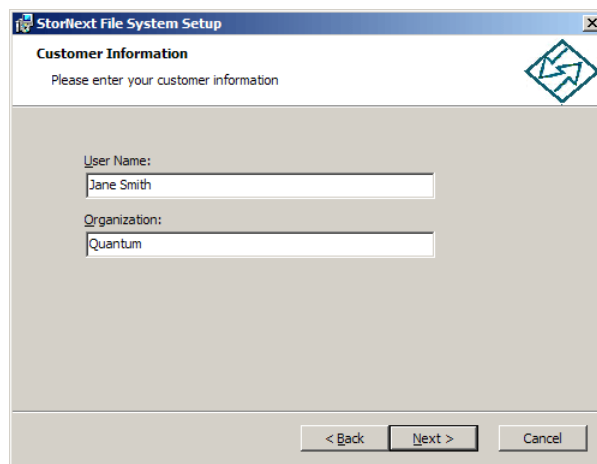 StorNext File System Setup
Customer Information
Please enter your customer information
User Name:
Jane Smith
Organization:
Quantum
< Back
Next >
Cancel